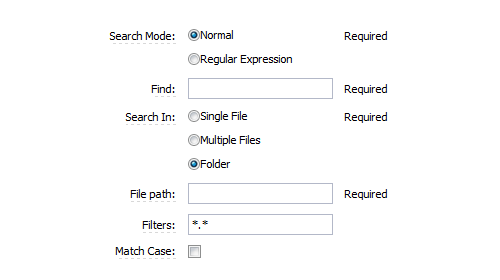 Search Mode: Normal Required
Regular Expression
Find: Required
Search In: Single File Required
Multiple Files
Folder
File path: Required
Filters: *.*
Match Case: